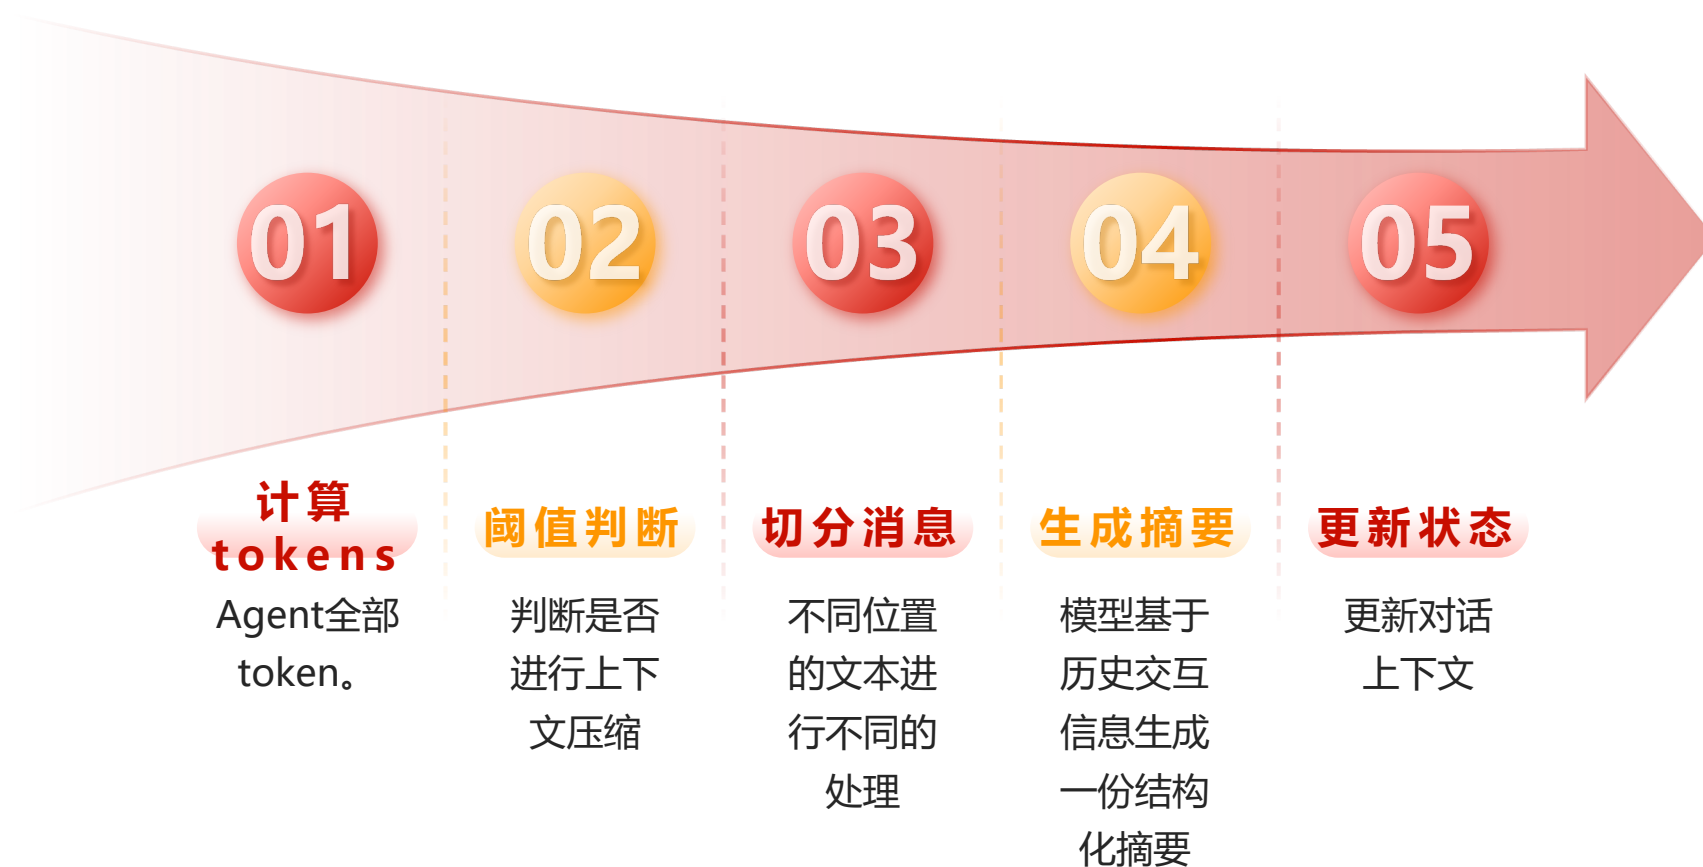 01
02
03
04
05
计算
tokens
Agent全部
token。
阈值判断
判断是否
进行上下
文压缩
切分消息
不同位置
的文本进
行不同的
处理
生成摘要
模型基于
历史交互
信息生成
一份结构
化摘要
更新状态
更新对话
上下文